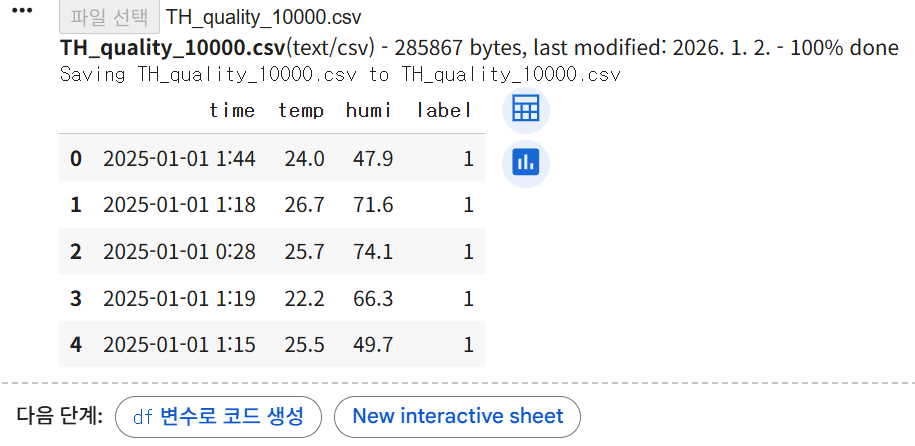 ••• 파일 선택 TH_quality_10000.csv
TH_quality_10000.csv(text/csv) - 285867 bytes, last modified: 2026. 1. 2. - 100% done
Saving TH_quality_10000.csv to TH_quality_10000.csv
time temp humi label
0 2025-01-01 1:44 24.0 47.9 1
1 2025-01-01 1:18 26.7 71.6 1
2 2025-01-01 0:28 25.7 74.1 1
3 2025-01-01 1:19 22.2 66.3 1
4 2025-01-01 1:15 25.5 49.7 1
다음 단계: df 변수로 코드 생성 New interactive sheet